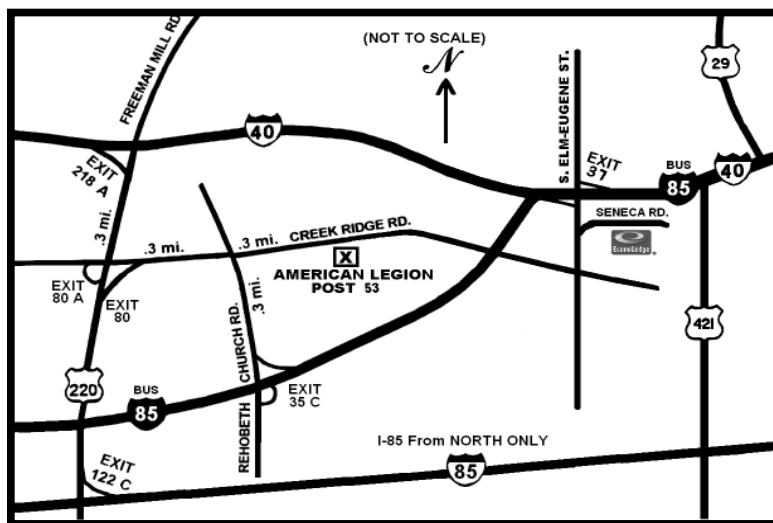 (NOT TO SCALE)
N
FREEMAN MILL RD.
S. ELM-EUGENE ST.
29
40
EXIT
218 A
EXIT
37
BUS
85
40
SENECA RD.
EconoLodge
.3 mi.
.3 mi.
.3 mi.
CREEK RIDGE RD.
X
AMERICAN LEGION
POST 53
EXIT
80 A
EXIT
80
.3 mi.
REHOBETH CHURCH RD.
421
220
BUS
85
EXIT
35 C
I-85 From NORTH ONLY
85
EXIT
122 C